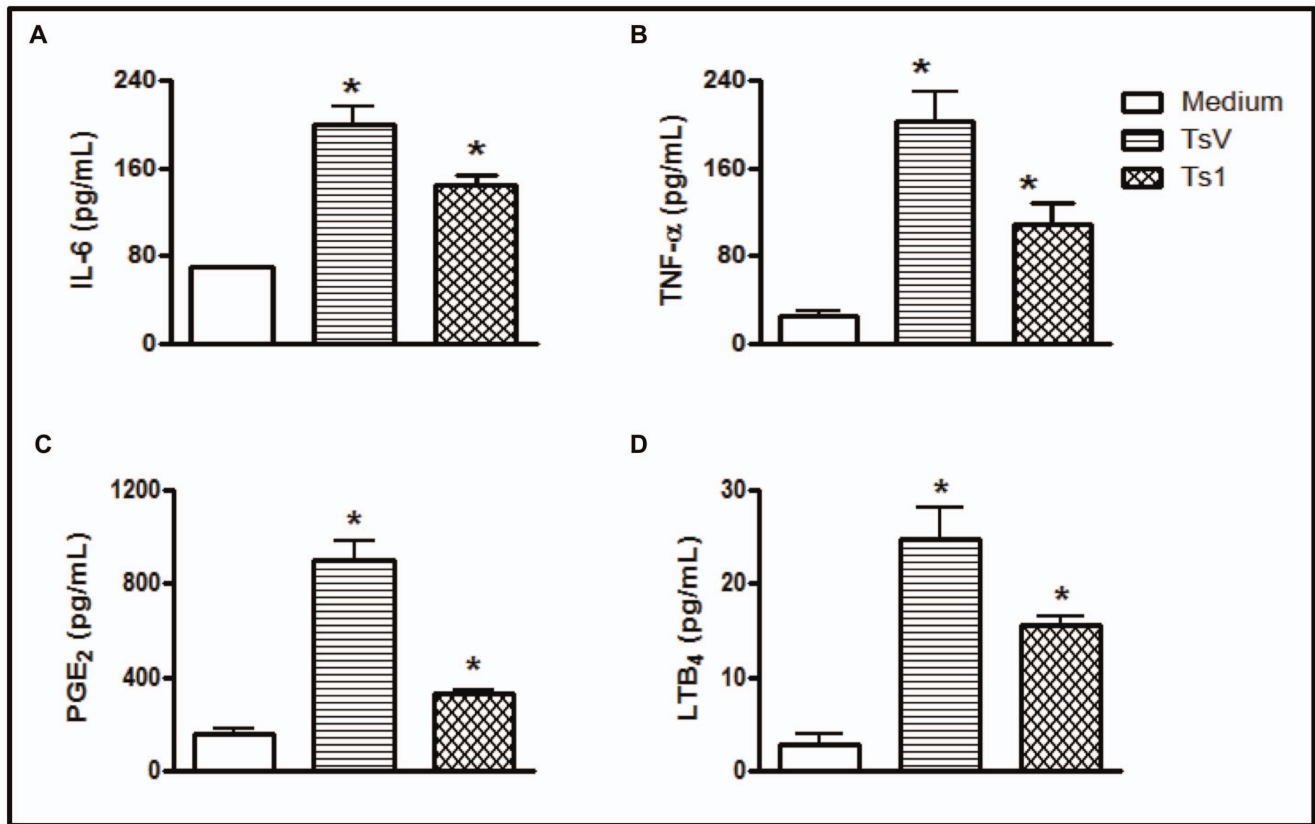 A
IL-6 (pg/mL)
240
*
*
160
80
0
B
TNF-α (pg/mL)
240
*
*
160
80
0
Medium
TsV
Ts1
C
PGE₂ (pg/mL)
1200
*
800
*
400
0
D
LTB₄ (pg/mL)
30
*
20
*
10
0